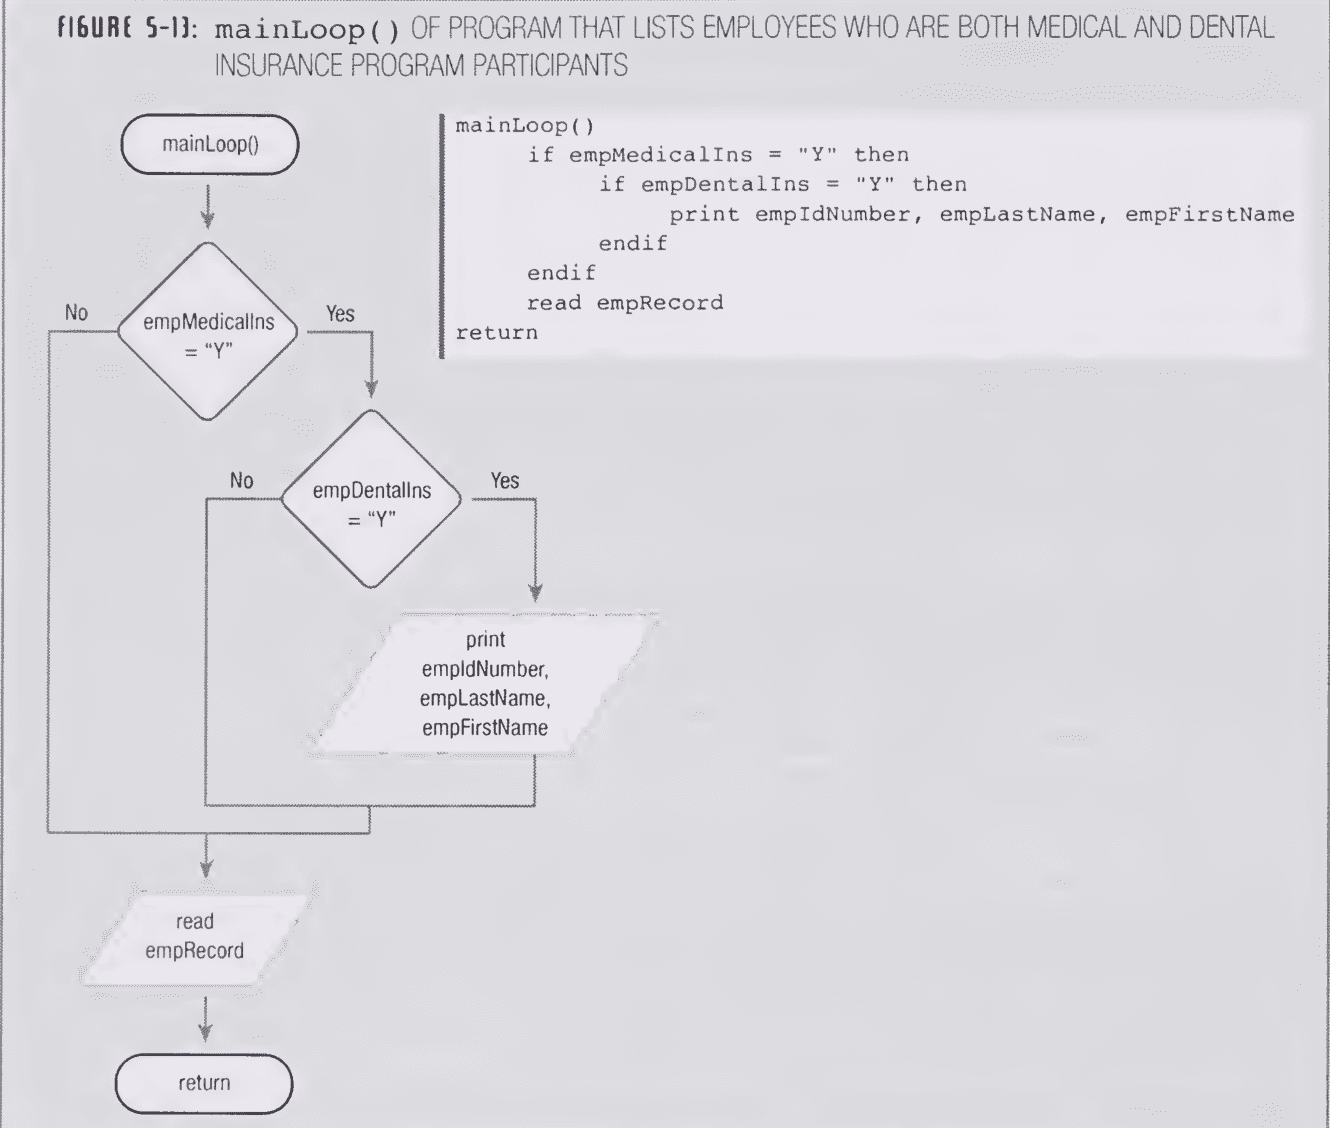 FIGURE 5-13: mainLoop() OF PROGRAM THAT LISTS EMPLOYEES WHO ARE BOTH MEDICAL AND DENTAL
INSURANCE PROGRAM PARTICIPANTS
mainLoop()
if empMedicalIns = "Y" then
if empDentalIns = "Y" then
print empIdNumber, empLastName, empFirstName
endif
endif
read empRecord
return
mainLoop()
No
empMedicalIns
= “Y”
Yes
No
empDentalIns
= “Y”
Yes
print
empIdNumber,
empLastName,
empFirstName
read
empRecord
return